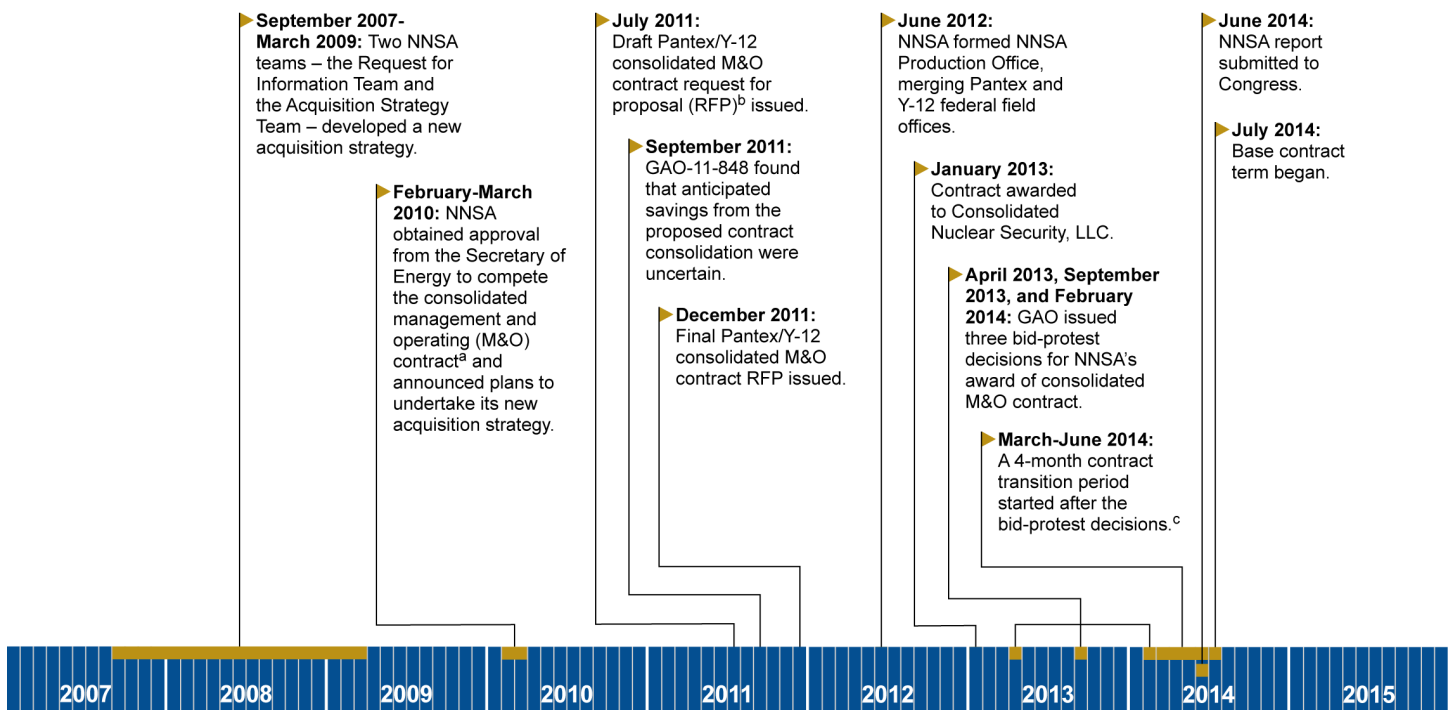 September 2007-
March 2009: Two NNSA
teams – the Request for
Information Team and
the Acquisition Strategy
Team – developed a new
acquisition strategy.
February-March
2010: NNSA
obtained approval
from the Secretary of
Energy to compete
the consolidated
management and
operating (M&O)
contractᵃ and
announced plans to
undertake its new
acquisition strategy.
July 2011:
Draft Pantex/Y-12
consolidated M&O
contract request for
proposal (RFP)ᵇ issued.
September 2011:
GAO-11-848 found
that anticipated
savings from the
proposed contract
consolidation were
uncertain.
December 2011:
Final Pantex/Y-12
consolidated M&O
contract RFP issued.
June 2012:
NNSA formed NNSA
Production Office,
merging Pantex and
Y-12 federal field
offices.
January 2013:
Contract awarded
to Consolidated
Nuclear Security, LLC.
April 2013, September
2013, and February
2014: GAO issued
three bid-protest
decisions for NNSA’s
award of consolidated
M&O contract.
March-June 2014:
A 4-month contract
transition period
started after the
bid-protest decisions.ᶜ
June 2014:
NNSA report
submitted to
Congress.
July 2014:
Base contract
term began.
2007 2008 2009 2010 2011 2012 2013 2014 2015